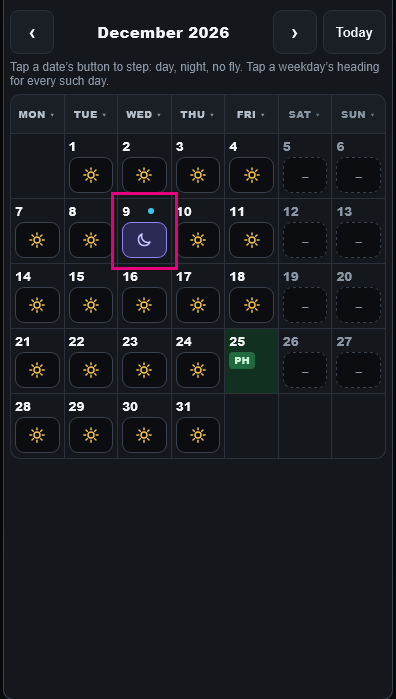 ‹ December 2026 › Today
Tap a date's button to step: day, night, no fly. Tap a weekday's heading
for every such day.
MON TUE WED THU FRI SAT SUN
1 2 3 4 5 6
– –
7 8 9 10 11 12 13
– –
14 15 16 17 18 19 20
– –
21 22 23 24 25 26 27
PH
– –
28 29 30 31